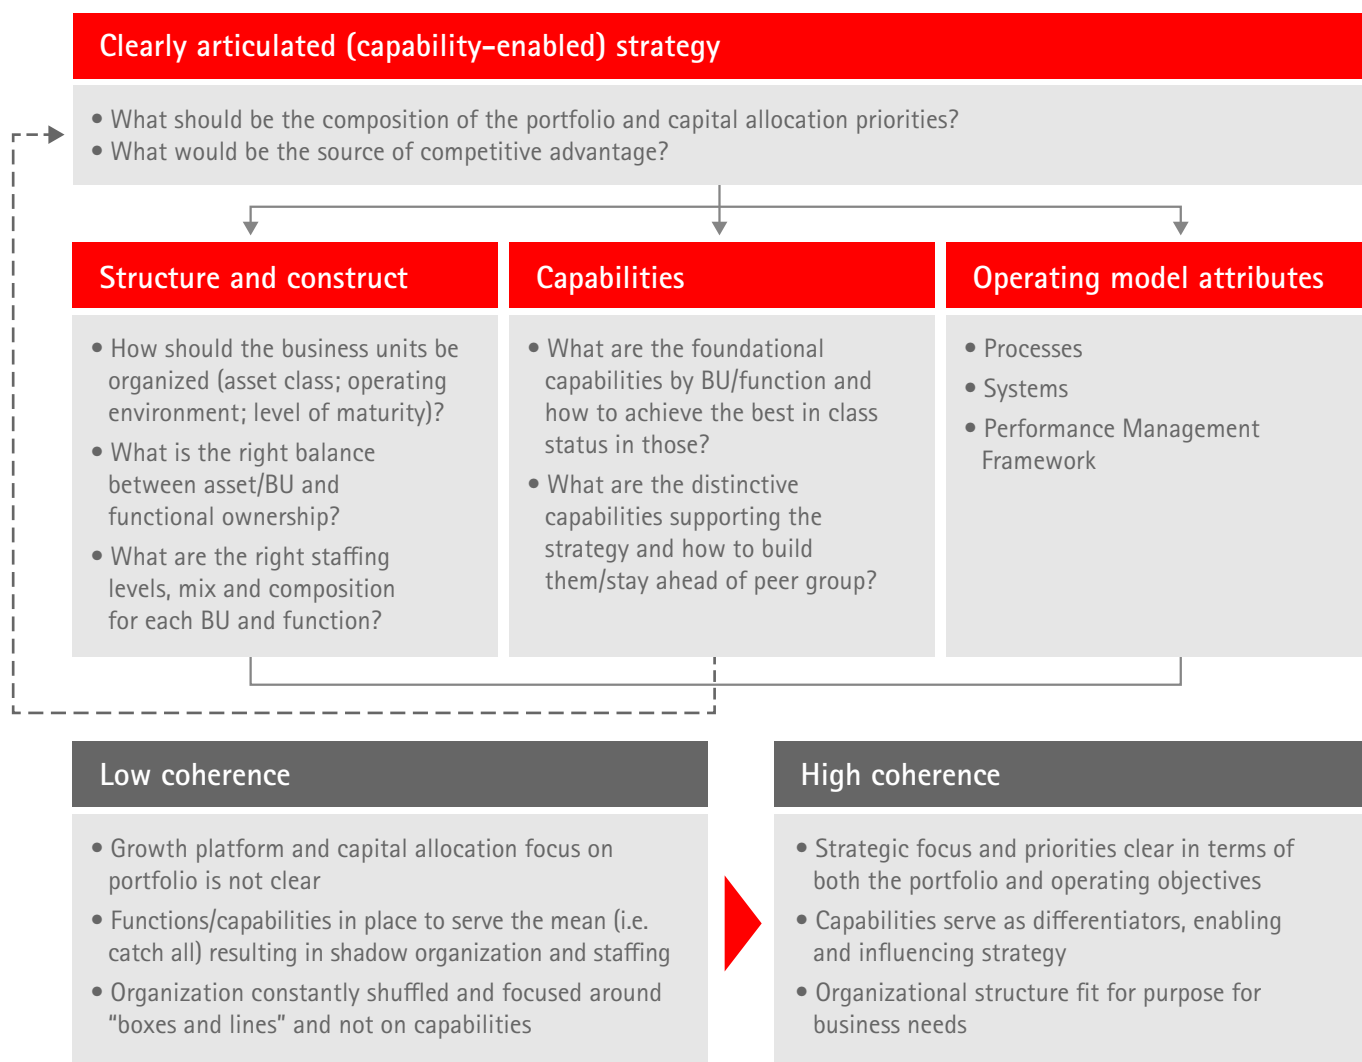 Clearly articulated (capability-enabled) strategy
• What should be the composition of the portfolio and capital allocation priorities?
• What would be the source of competitive advantage?
Structure and construct
• How should the business units be
organized (asset class; operating
environment; level of maturity)?
• What is the right balance
between asset/BU and
functional ownership?
• What are the right staffing
levels, mix and composition
for each BU and function?
Capabilities
• What are the foundational
capabilities by BU/function and
how to achieve the best in class
status in those?
• What are the distinctive
capabilities supporting the
strategy and how to build
them/stay ahead of peer group?
Operating model attributes
• Processes
• Systems
• Performance Management
Framework
Low coherence
• Growth platform and capital allocation focus on
portfolio is not clear
• Functions/capabilities in place to serve the mean (i.e.
catch all) resulting in shadow organization and staffing
• Organization constantly shuffled and focused around
“boxes and lines” and not on capabilities
High coherence
• Strategic focus and priorities clear in terms of
both the portfolio and operating objectives
• Capabilities serve as differentiators, enabling
and influencing strategy
• Organizational structure fit for purpose for
business needs